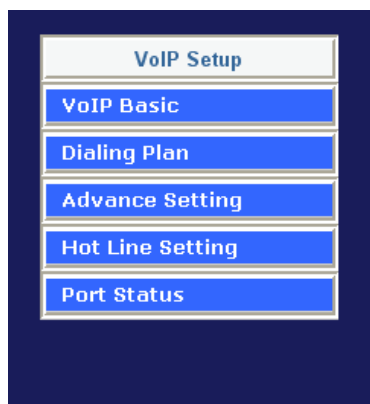 VoIP Setup
VoIP Basic
Dialing Plan
Advance Setting
Hot Line Setting
Port Status